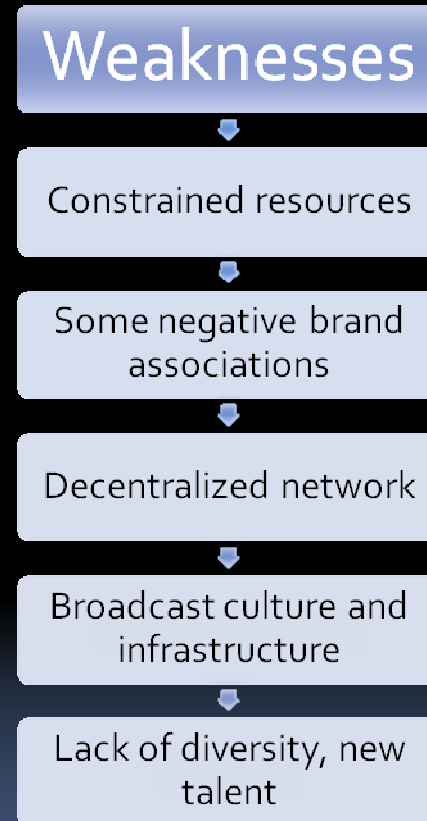 Weaknesses
Constrained resources
Some negative brand
associations
Decentralized network
Broadcast culture and
infrastructure
Lack of diversity, new
talent